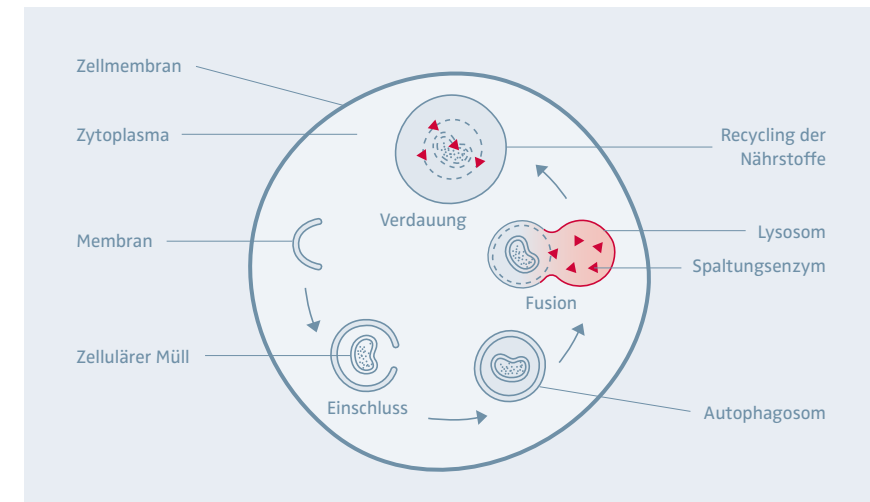 Zellmembran
Zytoplasma
Recycling der
Nährstoffe
Verdauung
Membran
Lysosom
Spaltungsenzym
Fusion
Zellulärer Müll
Einschluss
Autophagosom